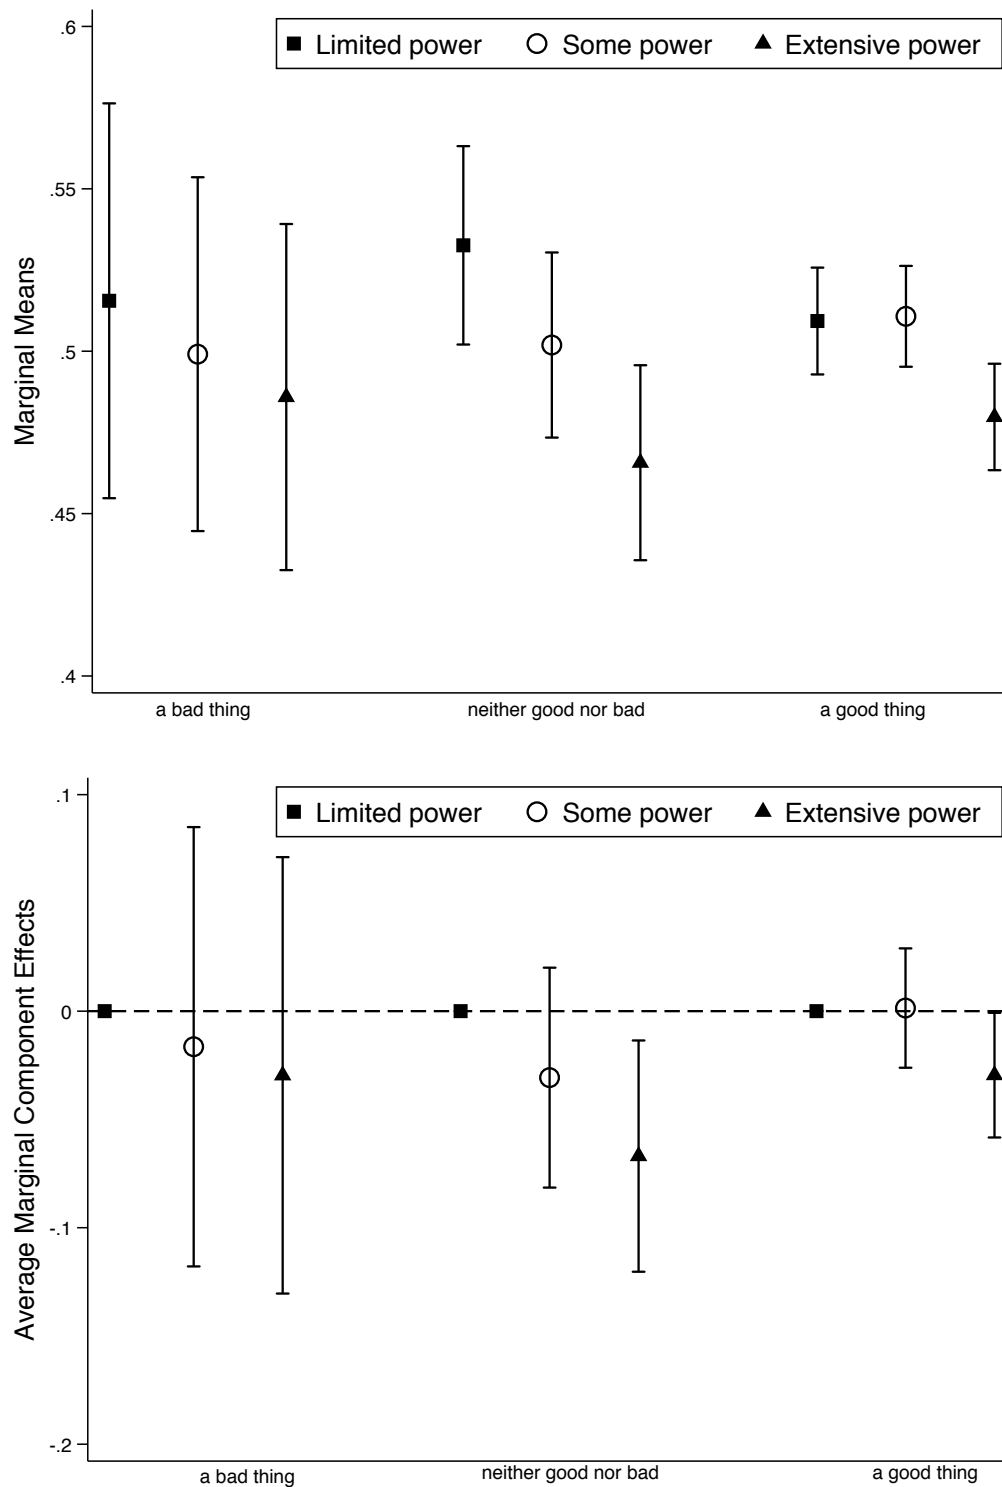 .6
Limited power Some power Extensive power
.55
.5
.45
.4
Marginal Means
a bad thing neither good nor bad a good thing
.1
Limited power Some power Extensive power
0
-.1
-.2
Average Marginal Component Effects
a bad thing neither good nor bad a good thing